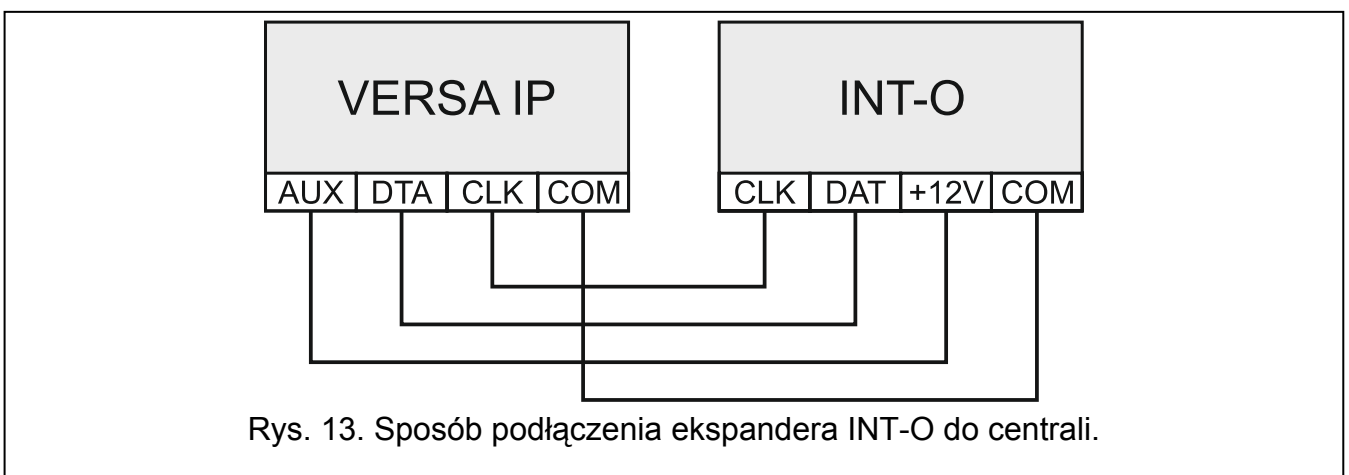 VERSA IP INT-O
AUX DTA CLK COM CLK DAT +12V COM
Rys. 13. Sposób podłączenia ekspandera INT-O do centrali.